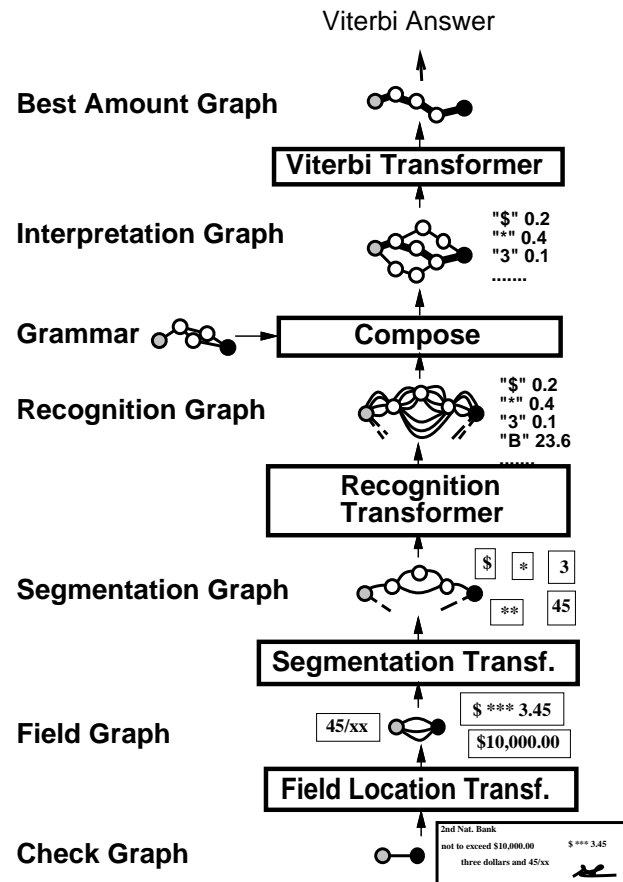 Viterbi Answer
Best Amount Graph
Viterbi Transformer
Interpretation Graph
"$" 0.2
"*" 0.4
"3" 0.1
.......
Grammar
Compose
Recognition Graph
"$" 0.2
"*" 0.4
"3" 0.1
"B" 23.6
.......
Recognition
Transformer
Segmentation Graph
$ * 3
** 45
Segmentation Transf.
Field Graph
45/xx
$ *** 3.45
$10,000.00
Field Location Transf.
Check Graph
2nd Nat. Bank
not to exceed $10,000.00 $ *** 3.45
three dollars and 45/xx